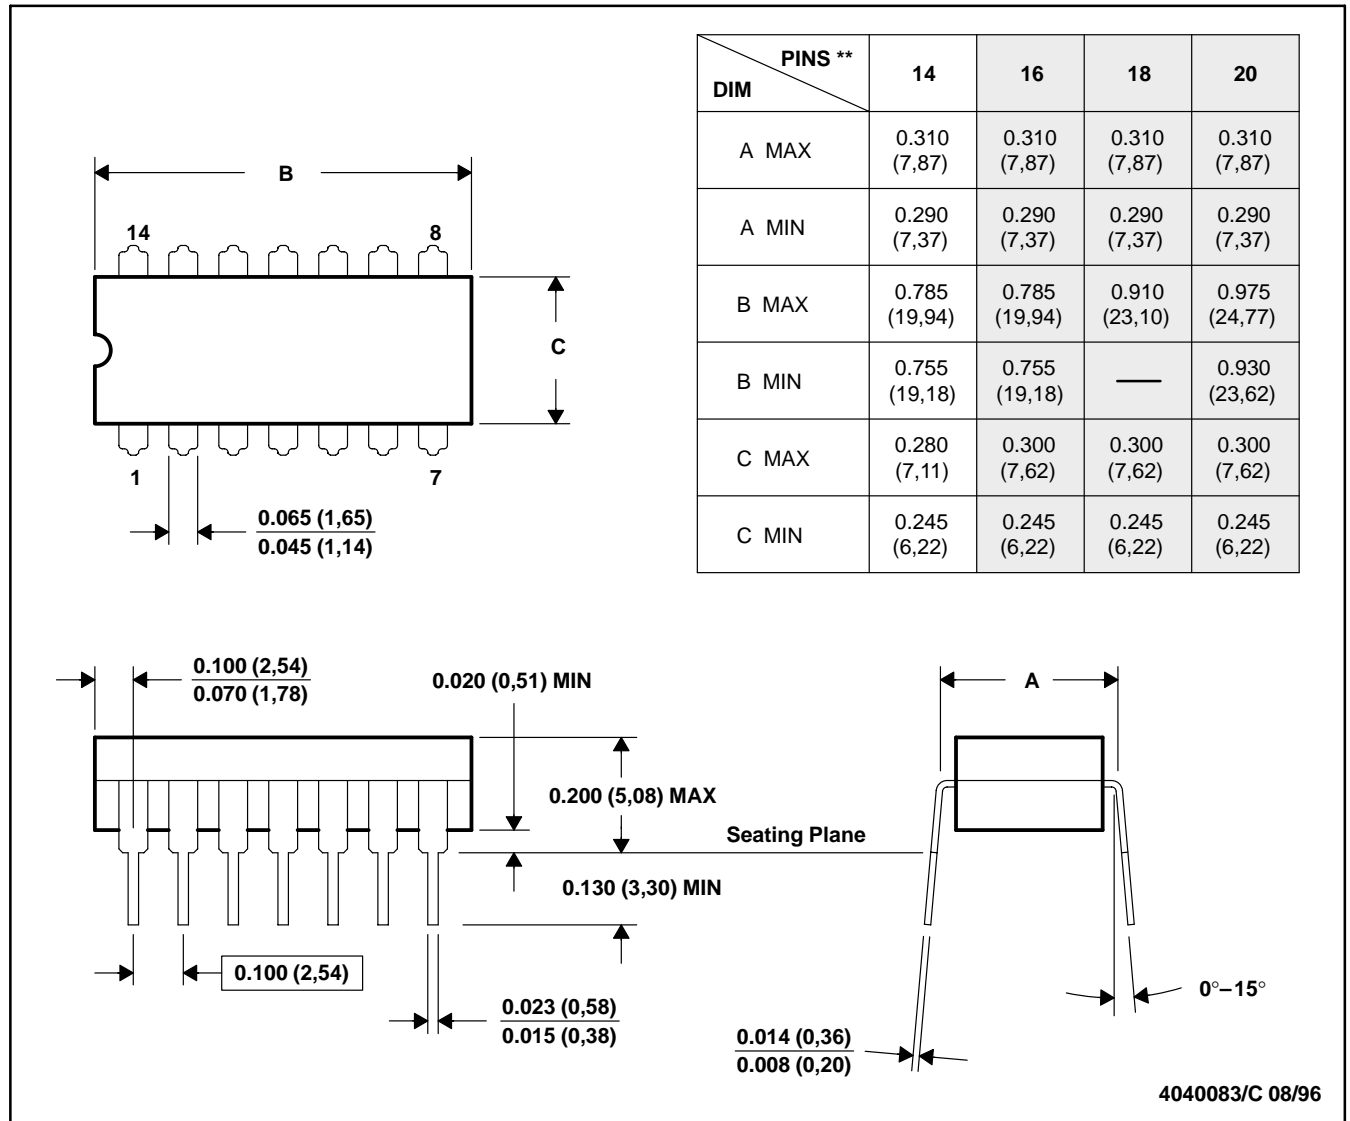 PINS **
DIM
14 16 18 20
A MAX 0.310 (7,87) 0.310 (7,87) 0.310 (7,87) 0.310 (7,87)
A MIN 0.290 (7,37) 0.290 (7,37) 0.290 (7,37) 0.290 (7,37)
B MAX 0.785 (19,94) 0.785 (19,94) 0.910 (23,10) 0.975 (24,77)
B MIN 0.755 (19,18) 0.755 (19,18) — 0.930 (23,62)
C MAX 0.280 (7,11) 0.300 (7,62) 0.300 (7,62) 0.300 (7,62)
C MIN 0.245 (6,22) 0.245 (6,22) 0.245 (6,22) 0.245 (6,22)
B
14 8
C
1 7
0.065 (1,65)
0.045 (1,14)
0.100 (2,54)
0.070 (1,78)
0.020 (0,51) MIN
0.200 (5,08) MAX
Seating Plane
0.130 (3,30) MIN
0.100 (2,54)
0.023 (0,58)
0.015 (0,38)
A
0°–15°
0.014 (0,36)
0.008 (0,20)
4040083/C 08/96